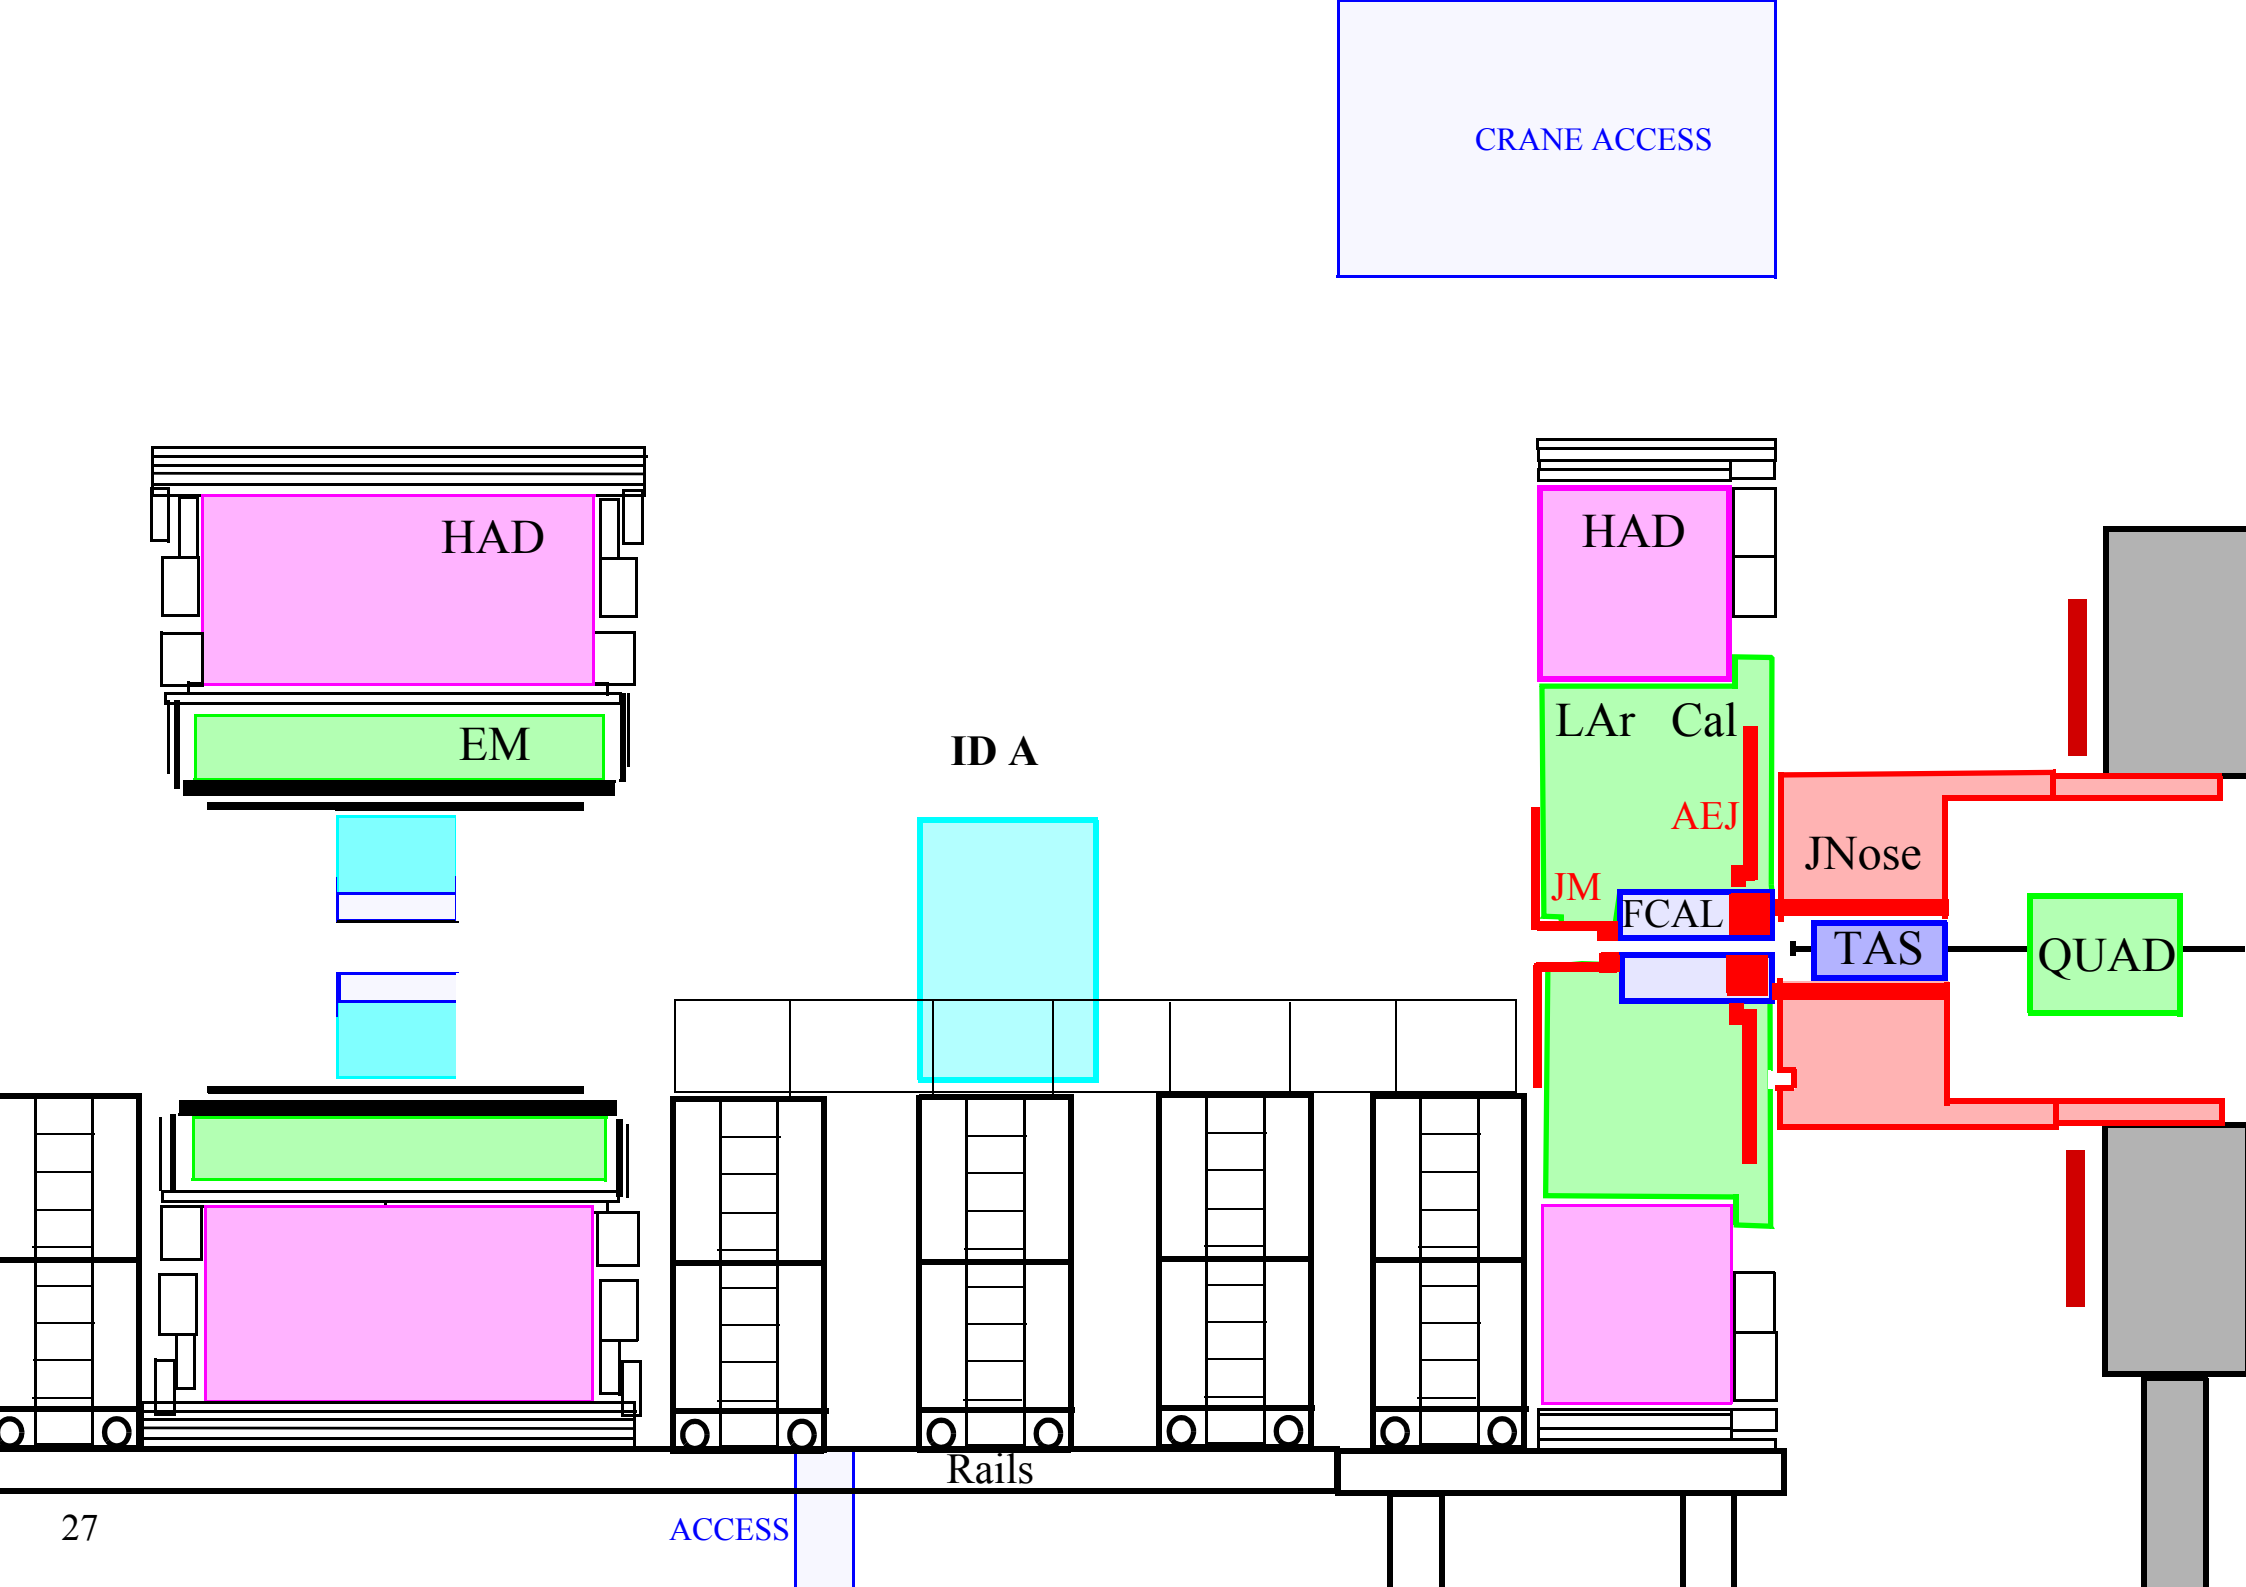 CRANE ACCESS
HAD
HAD
EM
ID A
LAr Cal
AEJ
JM
JNose
FCAL
TAS
QUAD
Rails
27
ACCESS